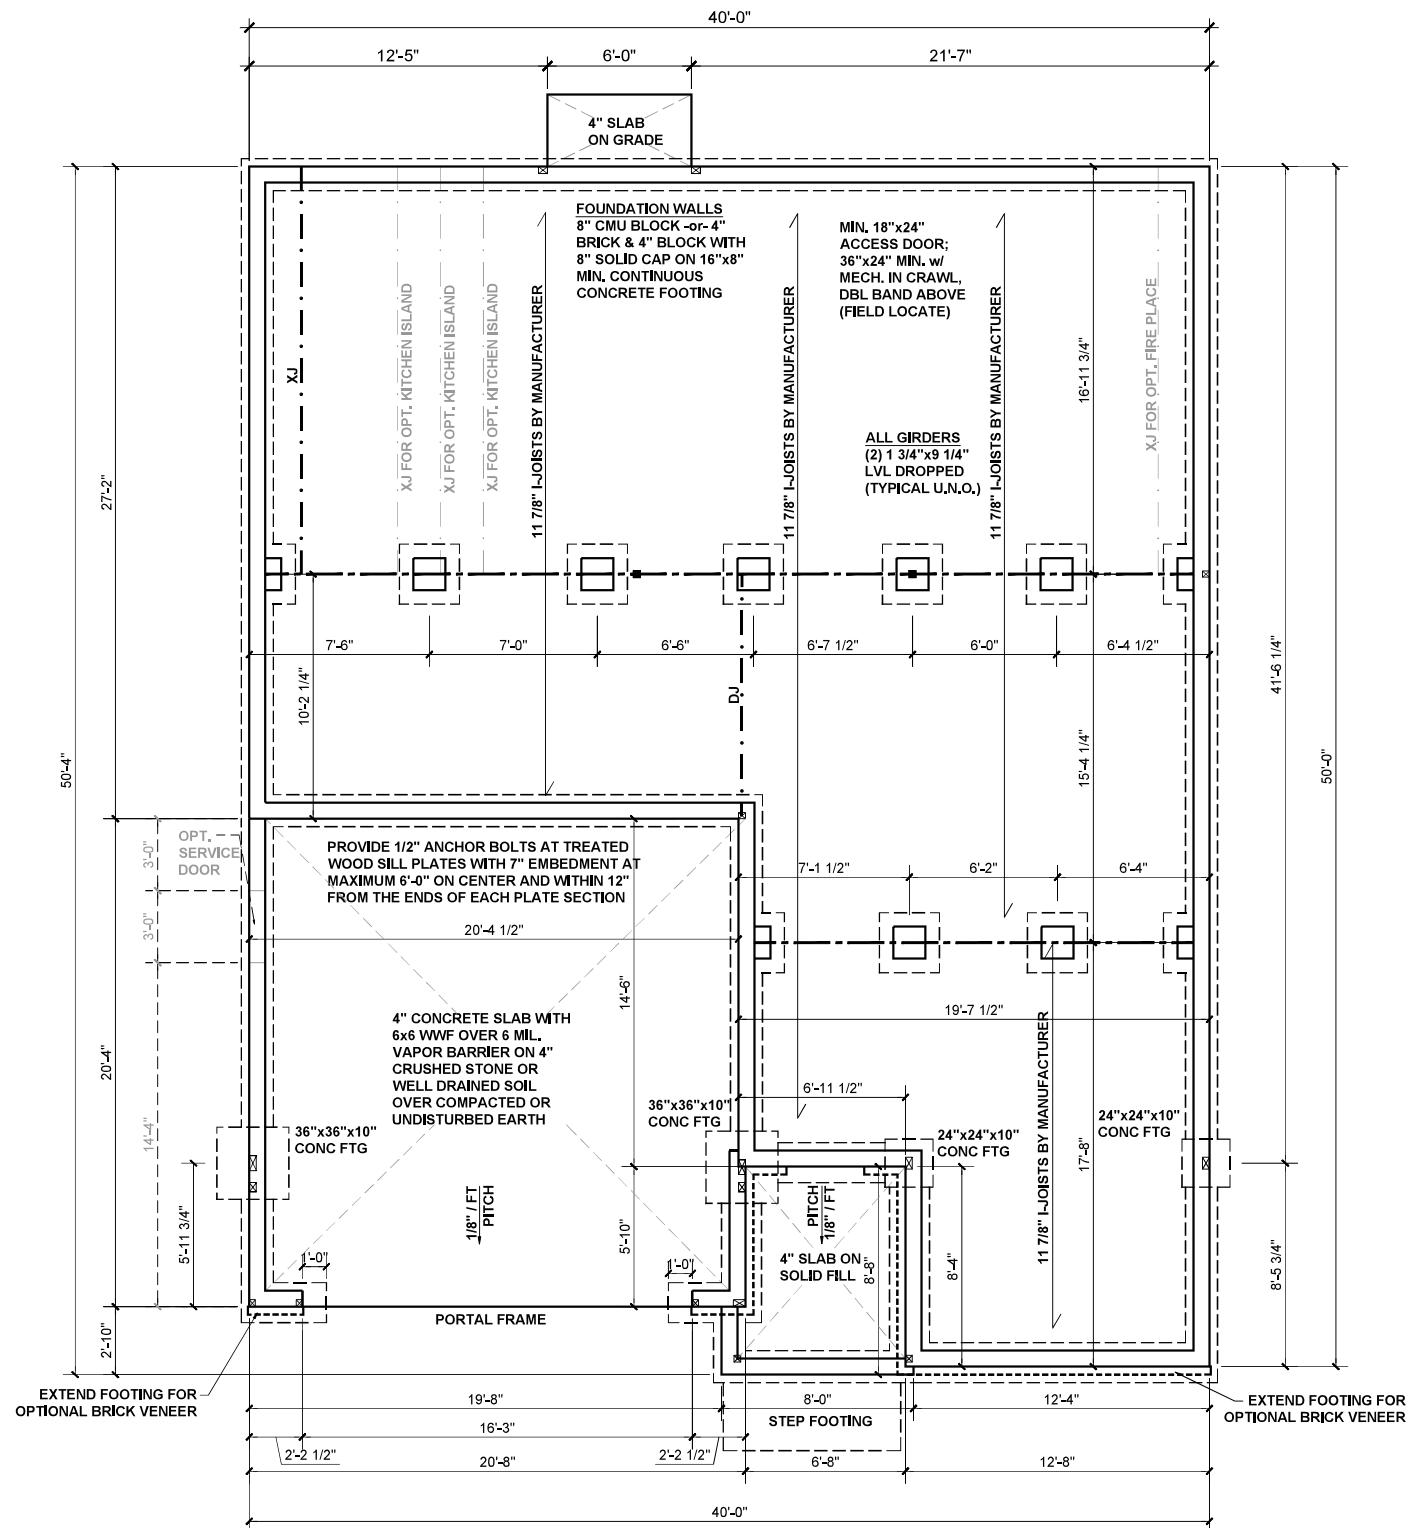 40'-0"
12'-5"
6'-0"
21'-7"
4" SLAB
ON GRADE
FOUNDATION WALLS
8" CMU BLOCK -or- 4"
BRICK & 4" BLOCK WITH
8" SOLID CAP ON 16"x8"
MIN. CONTINUOUS
CONCRETE FOOTING
MIN. 18"x24"
ACCESS DOOR;
36"x24" MIN. w/
MECH. IN CRAWL,
DBL BAND ABOVE
(FIELD LOCATE)
XJ
XJ FOR OPT. KITCHEN ISLAND
XJ FOR OPT. KITCHEN ISLAND
XJ FOR OPT. KITCHEN ISLAND
11 7/8" I-JOISTS BY MANUFACTURER
11 7/8" I-JOISTS BY MANUFACTURER
11 7/8" I-JOISTS BY MANUFACTURER
16'-11 3/4"
XJ FOR OPT. FIRE PLACE
ALL GIRDERS
(2) 1 3/4"x9 1/4"
LVL DROPPED
(TYPICAL U.N.O.)
27'-2"
7'-6"
7'-0"
6'-6"
6'-7 1/2"
6'-0"
6'-4 1/2"
10'-2 1/4"
DJ
41'-6 1/4"
50'-4"
15'-4 1/4"
50'-0"
OPT.
SERVICE
DOOR
3'-0"
3'-0"
14'-4"
PROVIDE 1/2" ANCHOR BOLTS AT TREATED
WOOD SILL PLATES WITH 7" EMBEDMENT AT
MAXIMUM 6'-0" ON CENTER AND WITHIN 12"
FROM THE ENDS OF EACH PLATE SECTION
7'-1 1/2"
6'-2"
6'-4"
20'-4 1/2"
14'-6"
19'-7 1/2"
4" CONCRETE SLAB WITH
6x6 WWF OVER 6 MIL.
VAPOR BARRIER ON 4"
CRUSHED STONE OR
WELL DRAINED SOIL
OVER COMPACTED OR
UNDISTURBED EARTH
20'-4"
6'-11 1/2"
36"x36"x10"
CONC FTG
36"x36"x10"
CONC FTG
24"x24"x10"
CONC FTG
24"x24"x10"
CONC FTG
11 7/8" I-JOISTS BY MANUFACTURER
17'-8"
5'-11 3/4"
1/8" / FT
PITCH
5'-10"
PITCH
1/8" / FT
4" SLAB ON
SOLID FILL
8'-8"
8'-4"
8'-5 3/4"
1'-0"
1'-0"
PORTAL FRAME
2'-10"
EXTEND FOOTING FOR
OPTIONAL BRICK VENEER
19'-8"
8'-0"
12'-4"
EXTEND FOOTING FOR
OPTIONAL BRICK VENEER
STEP FOOTING
16'-3"
2'-2 1/2"
2'-2 1/2"
20'-8"
6'-8"
12'-8"
40'-0"